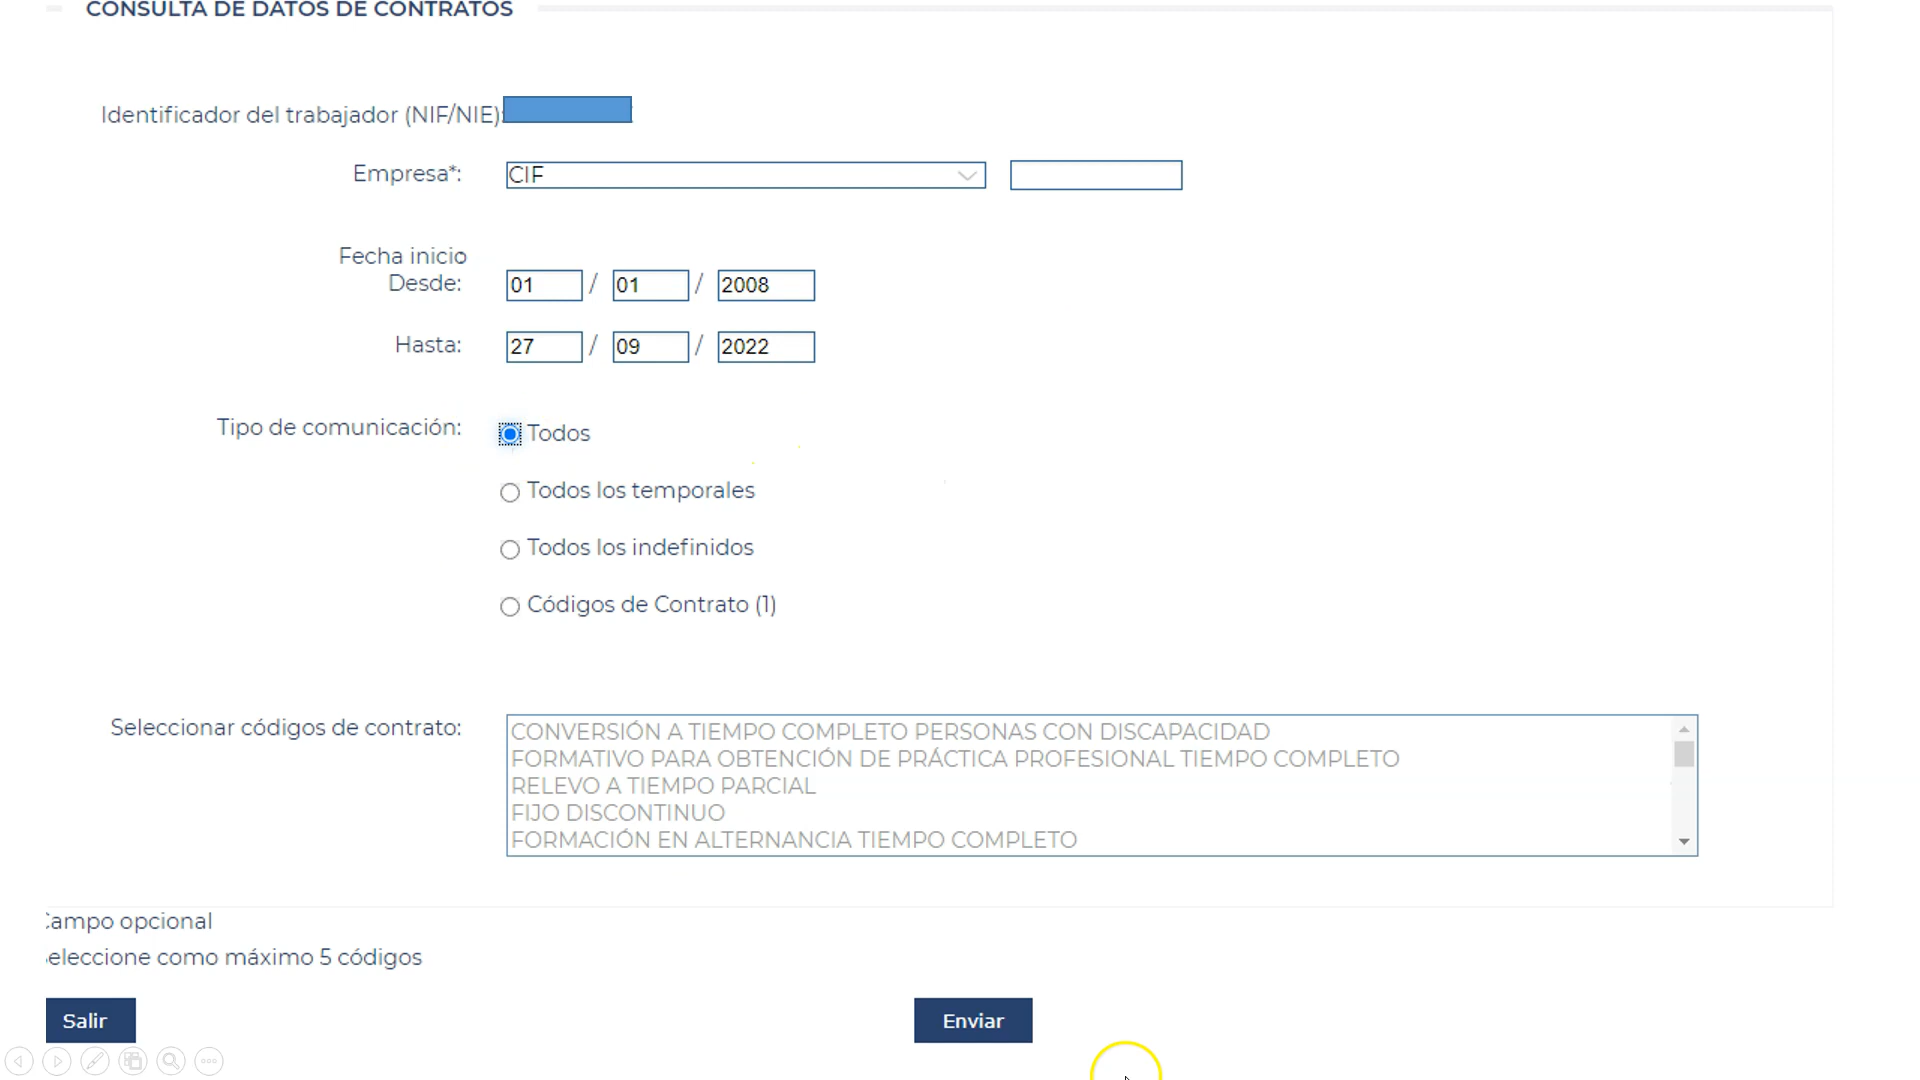 CONSULTA DE DATOS DE CONTRATOS
Identificador del trabajador (NIF/NIE):
Empresa*: CIF
Fecha inicio
Desde: 01 / 01 / 2008
Hasta: 27 / 09 / 2022
Tipo de comunicación: Todos
Todos los temporales
Todos los indefinidos
Códigos de Contrato (1)
Seleccionar códigos de contrato: CONVERSIÓN A TIEMPO COMPLETO PERSONAS CON DISCAPACIDAD
FORMATIVO PARA OBTENCIÓN DE PRÁCTICA PROFESIONAL TIEMPO COMPLETO
RELEVO A TIEMPO PARCIAL
FIJO DISCONTINUO
FORMACIÓN EN ALTERNANCIA TIEMPO COMPLETO
Campo opcional
eleccione como máximo 5 códigos
Salir Enviar